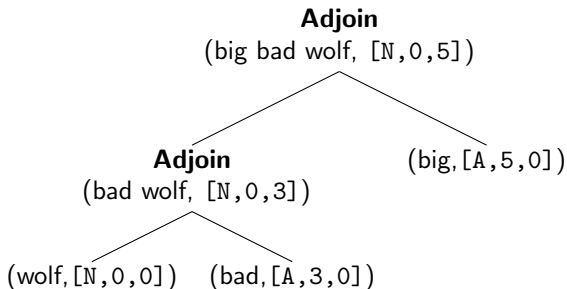 Adjoin
(big bad wolf, [N,0,5])
Adjoin
(bad wolf, [N,0,3])
(big,[A,5,0])
(wolf,[N,0,0])
(bad,[A,3,0])